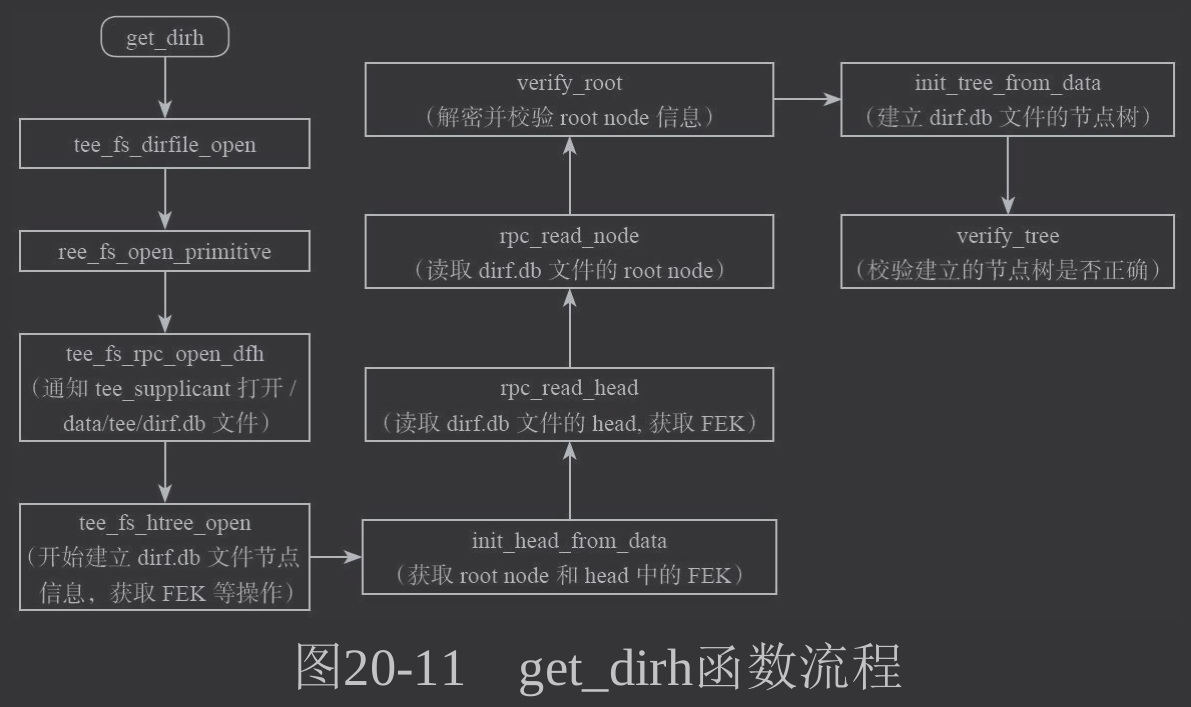 get_dirh
tee_fs_dirfile_open
ree_fs_open_primitive
tee_fs_rpc_open_dfh
（通知 tee_supplicant 打开 /
data/tee/dirf.db 文件）
tee_fs_htree_open
（开始建立 dirf.db 文件节点
信息，获取 FEK 等操作）
init_head_from_data
（获取 root node 和 head 中的 FEK）
rpc_read_head
（读取 dirf.db 文件的 head, 获取 FEK）
rpc_read_node
（读取 dirf.db 文件的 root node）
verify_root
（解密并校验 root node 信息）
init_tree_from_data
（建立 dirf.db 文件的节点树）
verify_tree
（校验建立的节点树是否正确）
图20-11 get_dirh函数流程